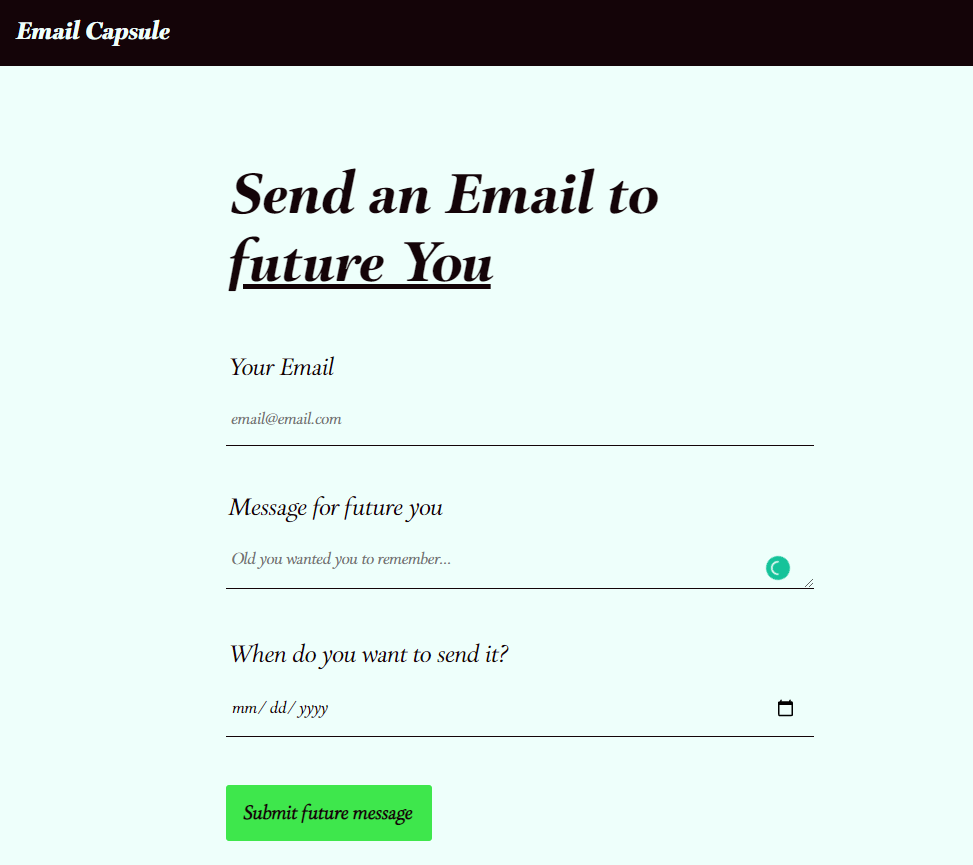 Email Capsule
Send an Email to
future You
Your Email
email@email.com
Message for future you
Old you wanted you to remember...
When do you want to send it?
mm/dd/yyyy
Submit future message